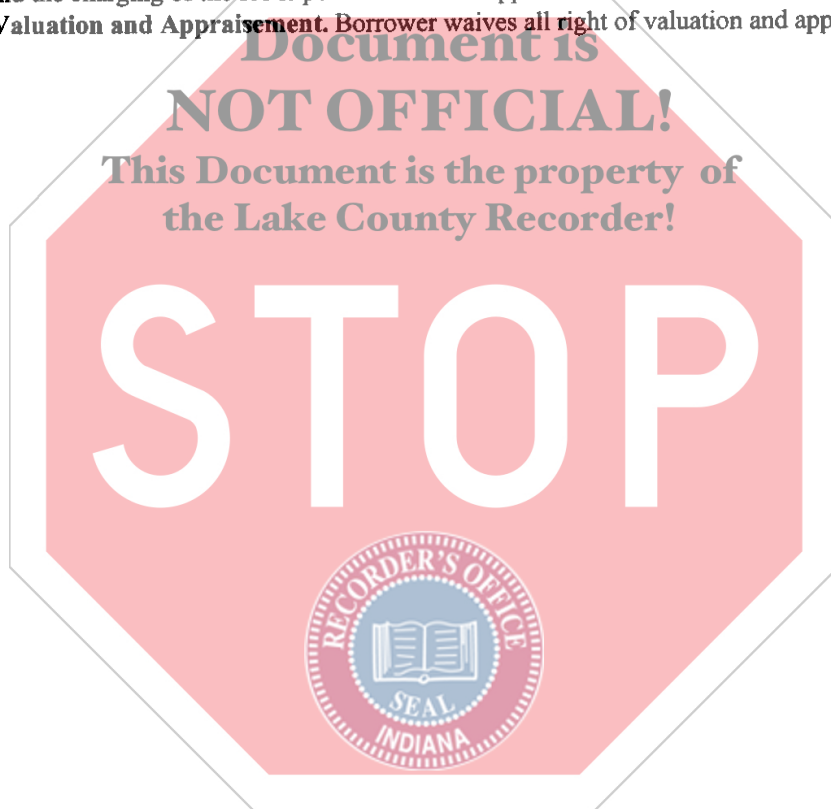 Valuation and Appraisement. Borrower waives all right of valuation and app
Document is
NOT OFFICIAL!
This Document is the property of
the Lake County Recorder!
STOP
RECORDER'S OFFICE
SEAL
INDIANA